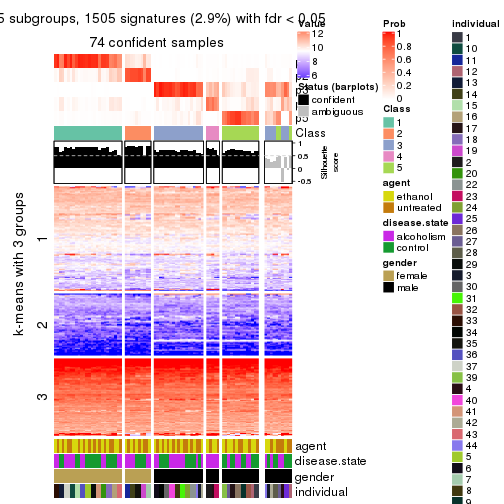 5 subgroups, 1505 signatures (2.9%) with fdr < 0.05
74 confident samples
p3
p5
Class
1
0.5
0
-0.5
Silhouette
score
k-means with 3 groups
1
2
3
agent
disease.state
gender
individual
Value
12
10
8
6
Status (barplots)
confident
ambiguous
Prob
1
0.8
0.6
0.4
0.2
0
Class
1
2
3
4
5
agent
ethanol
untreated
disease.state
alcoholism
control
gender
female
male
individual
1
10
11
12
13
14
15
16
17
18
19
2
20
22
23
24
25
26
27
28
29
3
30
31
32
33
34
35
36
37
39
4
40
41
42
43
44
5
6
7
8
9